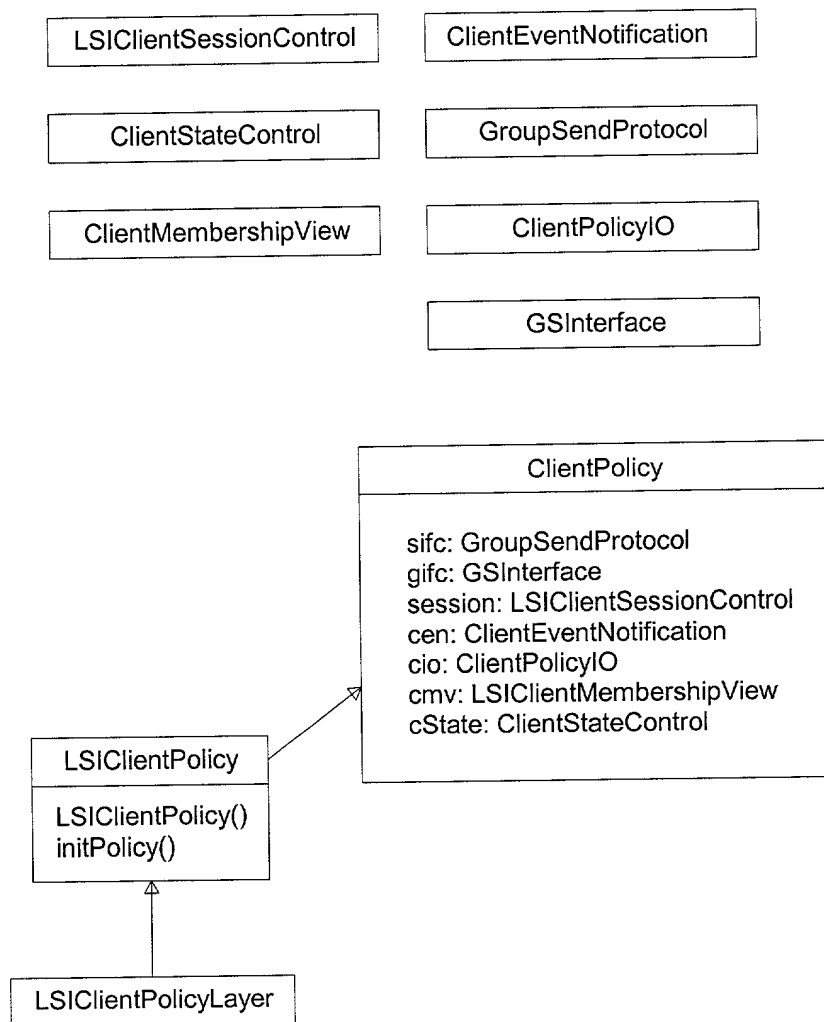 LSIClientSessionControl
ClientEventNotification
ClientStateControl
GroupSendProtocol
ClientMembershipView
ClientPolicyIO
GSInterface
ClientPolicy
sifc: GroupSendProtocol
gifc: GSInterface
session: LSIClientSessionControl
cen: ClientEventNotification
cio: ClientPolicyIO
cmv: LSIClientMembershipView
cState: ClientStateControl
LSIClientPolicy
LSIClientPolicy()
initPolicy()
LSIClientPolicyLayer